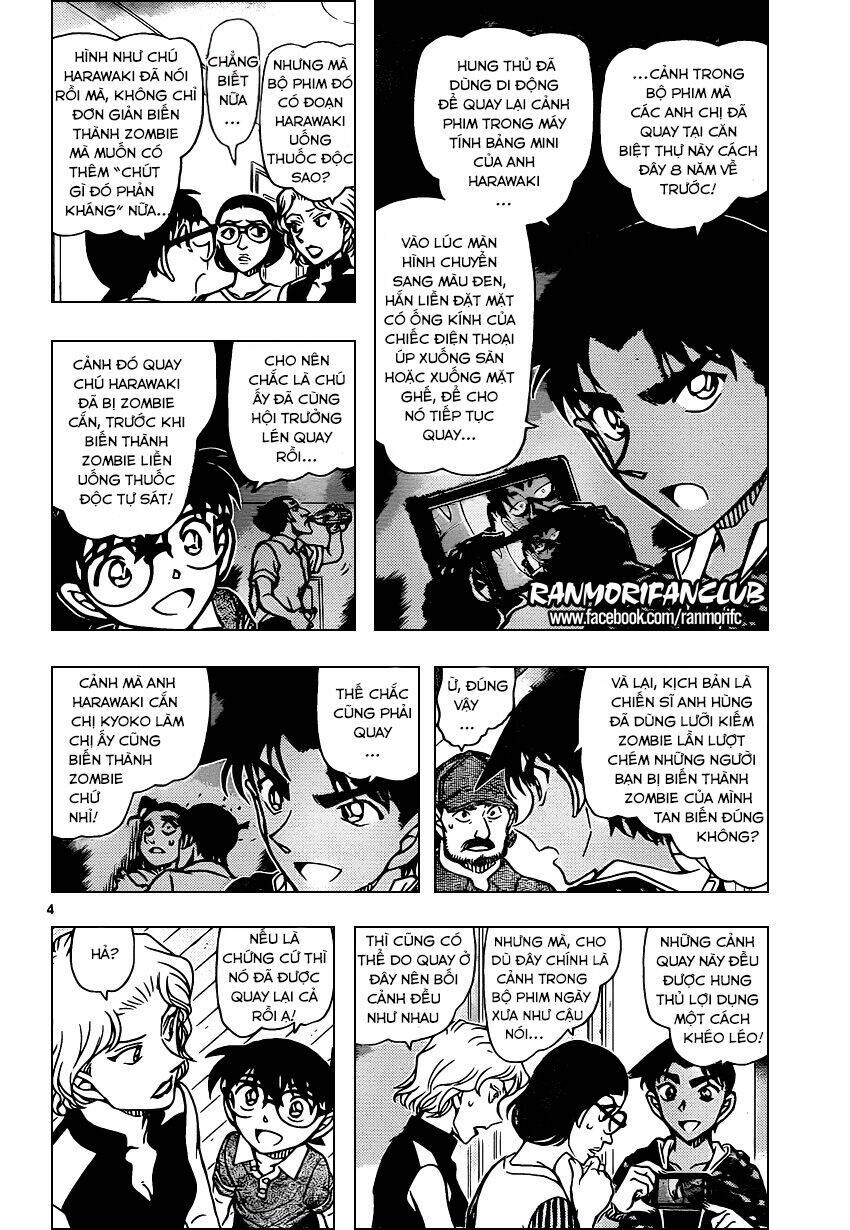 ...CẢNH TRONG
BỘ PHIM MÀ
CÁC ANH CHỊ ĐÃ
QUAY TẠI CĂN
BIỆT THỰ NÀY CÁCH
ĐÂY 8 NĂM VỀ
TRƯỚC!
HUNG THỦ ĐÃ
DÙNG DI ĐỘNG
ĐỂ QUAY LẠI CẢNH
PHIM TRONG MÁY
TÍNH BẢNG MINI
CỦA ANH
HARAWAKI
...
VÀO LÚC MÀN
HÌNH CHUYỂN
SANG MÀU ĐEN,
HẮN LIỀN ĐẶT MẶT
CÓ ỐNG KÍNH CỦA
CHIẾC ĐIỆN THOẠI
ÚP XUỐNG SÀN
HOẶC XUỐNG MẶT
GHẾ, ĐỂ CHO
NÓ TIẾP TỤC
QUAY...
RANMORIFANCLUB
www.facebook.com/ranmorifc
NHƯNG MÀ
BỘ PHIM ĐÓ
CÓ ĐOẠN
HARAWAKI
UỐNG
THUỐC ĐỘC
SAO?
CHẲNG
BIẾT
NỮA
...
HÌNH NHƯ CHÚ
HARAWAKI ĐÃ NÓI
RỒI MÀ, KHÔNG CHỈ
ĐƠN GIẢN BIẾN
THÀNH ZOMBIE
MÀ MUỐN CÓ
THÊM "CHÚT
GÌ ĐÓ PHẢN
KHÁNG" NỮA...
CHO NÊN
CHẮC LÀ CHÚ
ẤY ĐÃ CÙNG
HỘI TRƯỞNG
LÉN QUAY
RỒI...
CẢNH ĐÓ QUAY
CHÚ HARAWAKI
ĐÃ BỊ ZOMBIE
CẮN, TRƯỚC KHI
BIẾN THÀNH
ZOMBIE LIỀN
UỐNG THUỐC
ĐỘC TỰ SÁT!
VÀ LẠI, KỊCH BẢN LÀ
CHIẾN SĨ ANH HÙNG
ĐÃ DÙNG LƯỠI KIẾM
ZOMBIE LẦN LƯỢT
CHÉM NHỮNG NGƯỜI
BẠN BỊ BIẾN THÀNH
ZOMBIE CỦA MÌNH
TAN BIẾN ĐÚNG
KHÔNG?
Ừ, ĐÚNG
VẬY
...
THẾ CHẮC
CŨNG PHẢI
QUAY
...
CẢNH MÀ ANH
HARAWAKI CẮN
CHỊ KYOKO LÀM
CHỊ ẤY CŨNG
BIẾN THÀNH
ZOMBIE
CHỨ
NHỈ!
4
NHỮNG CẢNH
QUAY NÀY ĐỀU
ĐƯỢC HUNG
THỦ LỢI DỤNG
MỘT CÁCH
KHÉO LÉO!
NHƯNG MÀ, CHO
DÙ ĐÂY CHÍNH LÀ
CẢNH TRONG
BỘ PHIM NGÀY
XƯA NHƯ CẬU
NÓI...
THÌ CŨNG CÓ
THỂ DO QUAY Ở
ĐÂY NÊN BỐI
CẢNH ĐỀU
NHƯ NHAU
NẾU LÀ
CHỨNG CỨ THÌ
NÓ ĐÃ ĐƯỢC
QUAY LẠI CẢ
RỒI Ạ!
HẢ?